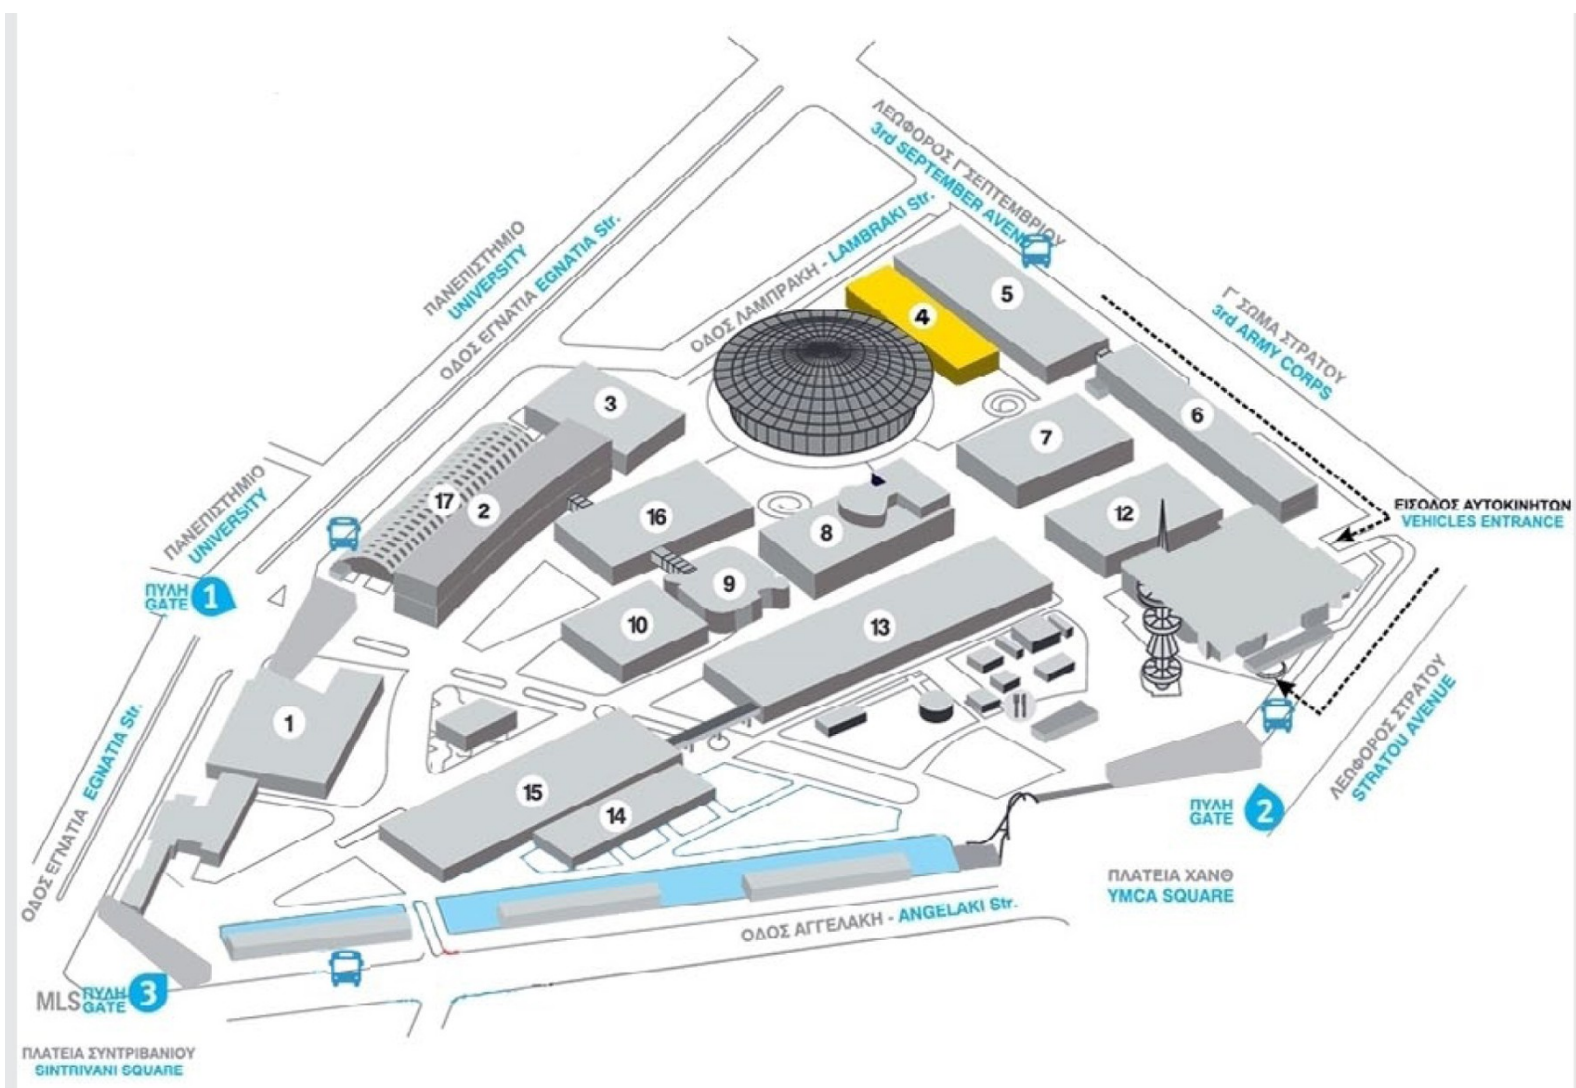 ΛΕΩΦΟΡΟΣ Γ' ΣΕΠΤΕΜΒΡΙΟΥ
3rd SEPTEMBER AVENU
ΟΔΟΣ ΛΑΜΠΡΑΚΗ - LAMBRAKI Str.
ΠΑΝΕΠΙΣΤΗΜΙΟ
UNIVERSITY
ΟΔΟΣ ΕΓΝΑΤΙΑ EGNATIA Str.
Γ' ΣΩΜΑ ΣΤΡΑΤΟΥ
3rd ARMY CORPS
5
4
3
6
7
17
2
16
12
8
ΕΙΣΟΔΟΣ ΑΥΤΟΚΙΝΗΤΩΝ
VEHICLES ENTRANCE
ΠΑΝΕΠΙΣΤΗΜΙΟ
UNIVERSITY
ΠΥΛΗ
GATE 1
9
10
13
1
15
14
ΟΔΟΣ ΕΓΝΑΤΙΑ EGNATIA Str.
ΛΕΩΦΟΡΟΣ ΣΤΡΑΤΟΥ
STRATOU AVENUE
ΠΥΛΗ
GATE 2
ΠΛΑΤΕΙΑ ΧΑΝΘ
YMCA SQUARE
ΟΔΟΣ ΑΓΓΕΛΑΚΗ - ANGELAKI Str.
MLS ΠΥΛΗ
GATE 3
ΠΛΑΤΕΙΑ ΣΥΝΤΡΙΒΑΝΙΟΥ
SINTRIVANI SQUARE